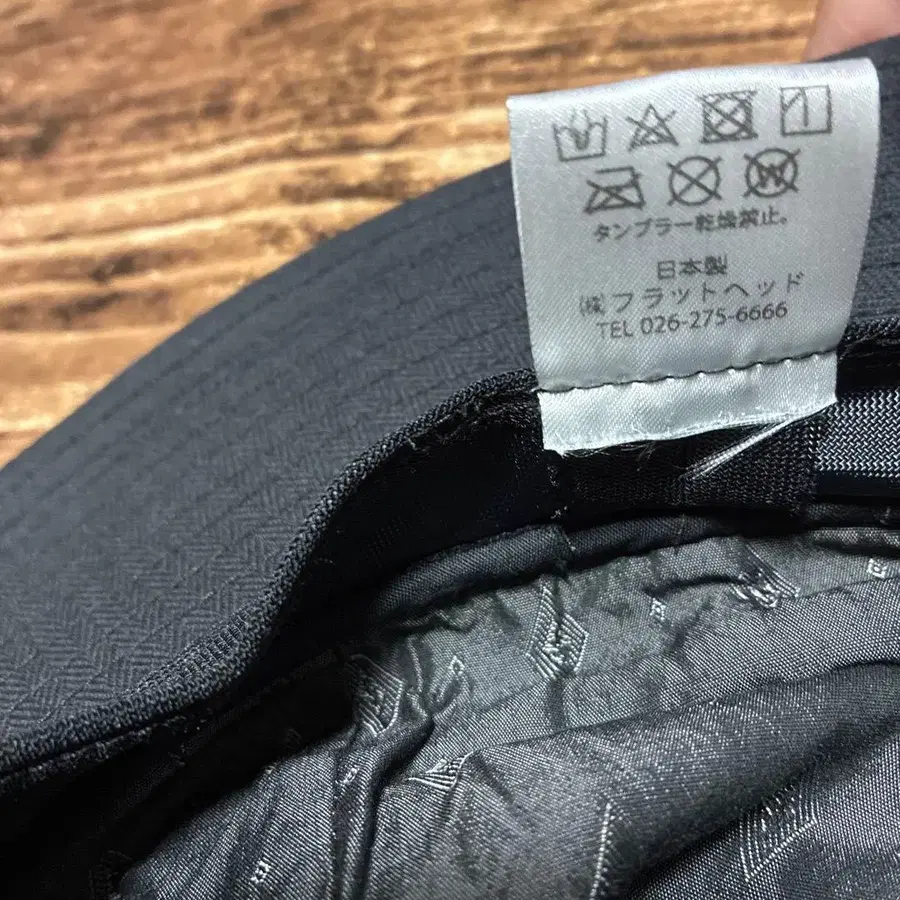 タンブラー乾燥禁止。
日本製
㈱フラットヘッド
TEL 026-275-6666